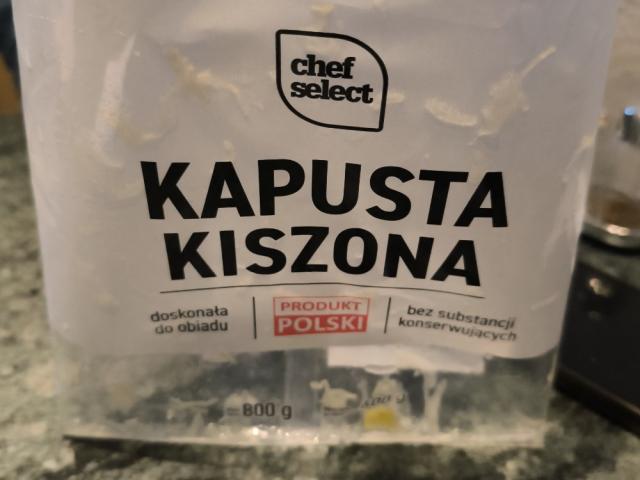 chef
select
KAPUSTA
KISZONA
doskonała
do obiadu
PRODUKT
POLSKI
bez substancji
konserwujących
800 g